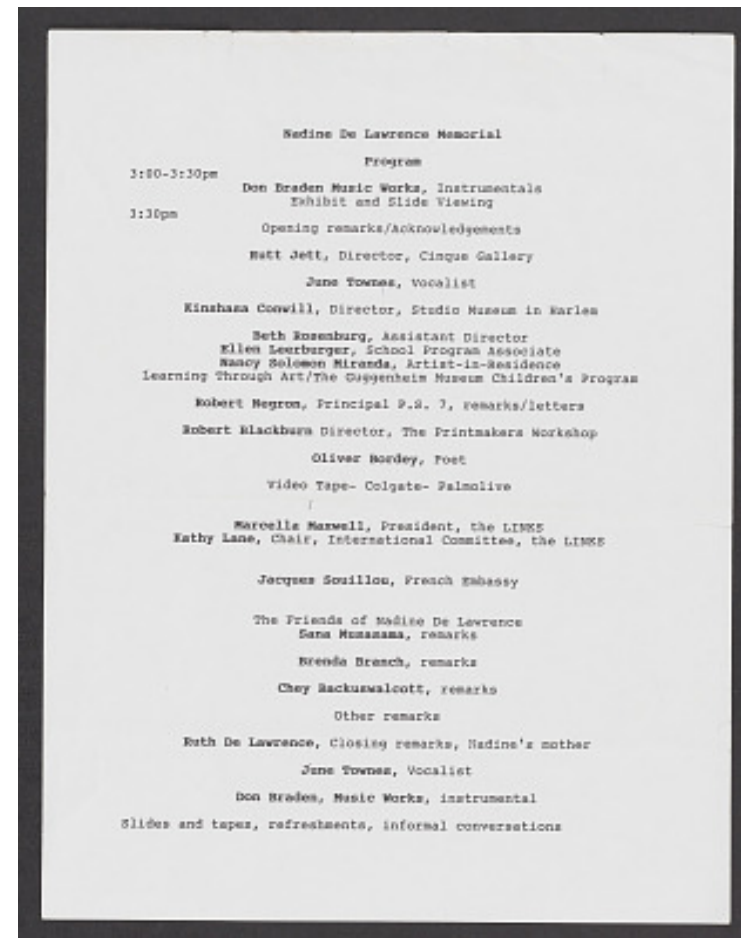 Nadine De Lawrence Memorial
Program
3:00-3:30pm
Don Braden Music Works, Instrumentals
Exhibit and Slide Viewing
3:30pm
Opening remarks/Acknowledgements
Jett, Director, Cinque Gallery
June Townes, Vocalist
Kinshasa Conwill, Director, Studio Museum in Harlem
Beth Rosenburg, Assistant Director
Ellen Leerburger, School Program Associate
Nancy Solomon Miranda, Artist-in-Residence
Learning Through Art/The Guggenheim Museum Children's Program
Robert Negron, Principal P.S. 7, remarks/letters
Robert Blackburn Director, The Printmakers Workshop
Oliver Poet
Video Tape- Colgate- Palmolive
Marcella Maxwell, President, the LINKS
Kathy Lane, Chair, International Committee, the LINKS
Jacques Souillou, French Embassy
The Friends of Nadine De Lawrence
Sana Musasama, remarks
Brenda Branch, remarks
Chey remarks
Other remarks
Ruth De Lawrence, Closing remarks, Nadine's mother
June Townes, Vocalist
Don Braden, Music Works, instrumental
Slides and tapes, refreshments, informal conversations